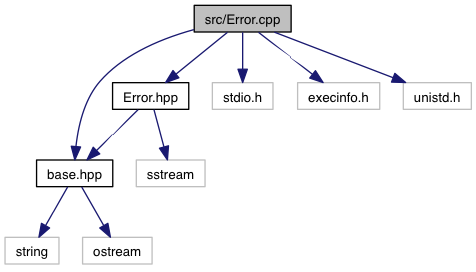 src/Error.cpp
Error.hpp
stdio.h
execinfo.h
unistd.h
base.hpp
sstream
string
ostream